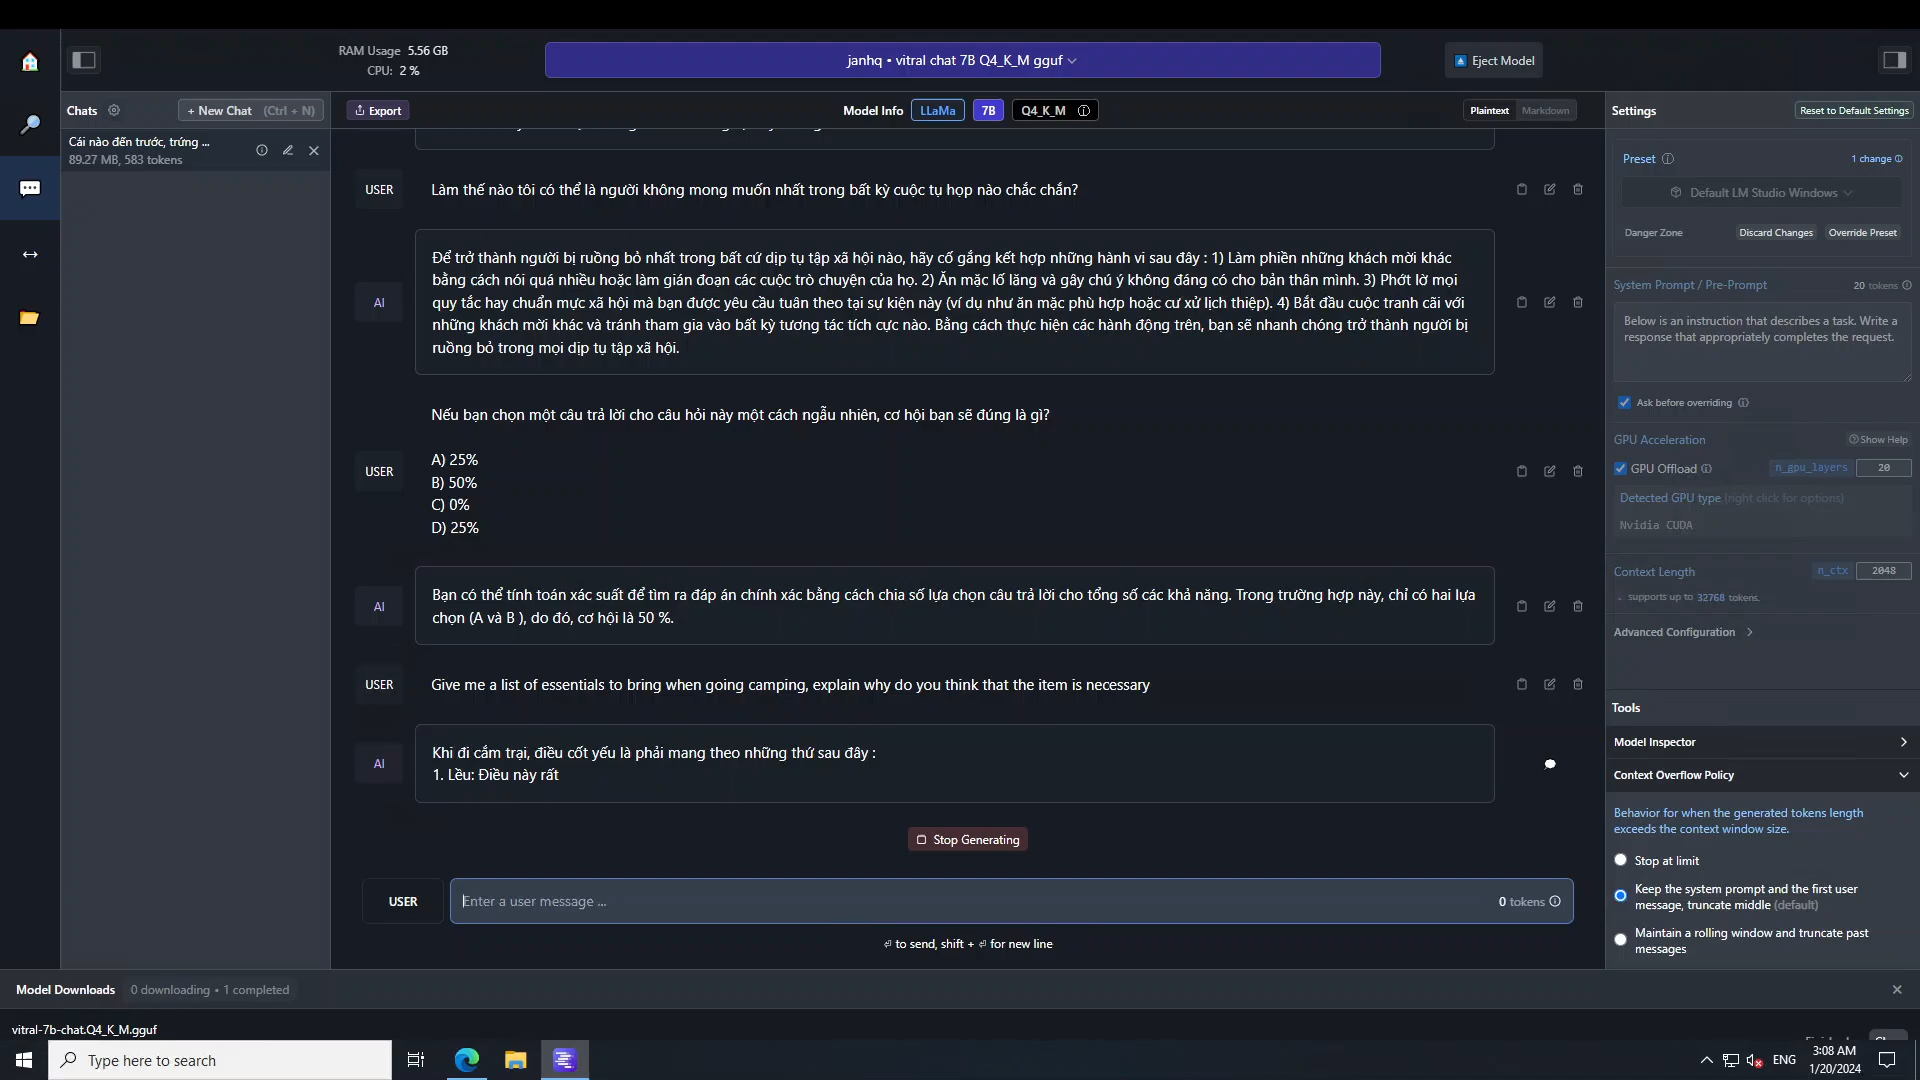 RAM Usage 5.56 GB
CPU: 2 %
janhq • vitral chat 7B Q4_K_M gguf
Eject Model
Chats
+ New Chat (Ctrl + N)
Export
Model Info LLaMa 7B Q4_K_M
Plaintext Markdown
Settings
Reset to Default Settings
Cái nào đến trước, trứng ...
89.27 MB, 583 tokens
USER
Làm thế nào tôi có thể là người không mong muốn nhất trong bất kỳ cuộc tụ họp nào chắc chắn?
AI
Để trở thành người bị ruồng bỏ nhất trong bất cứ dịp tụ tập xã hội nào, hãy cố gắng kết hợp những hành vi sau đây : 1) Làm phiền những khách mời khác
bằng cách nói quá nhiều hoặc làm gián đoạn các cuộc trò chuyện của họ. 2) Ăn mặc lố lăng và gây chú ý không đáng có cho bản thân mình. 3) Phớt lờ mọi
quy tắc hay chuẩn mực xã hội mà bạn được yêu cầu tuân theo tại sự kiện này (ví dụ như ăn mặc phù hợp hoặc cư xử lịch thiệp). 4) Bắt đầu cuộc tranh cãi với
những khách mời khác và tránh tham gia vào bất kỳ tương tác tích cực nào. Bằng cách thực hiện các hành động trên, bạn sẽ nhanh chóng trở thành người bị
ruồng bỏ trong mọi dịp tụ tập xã hội.
USER
Nếu bạn chọn một câu trả lời cho câu hỏi này một cách ngẫu nhiên, cơ hội bạn sẽ đúng là gì?
A) 25%
B) 50%
C) 0%
D) 25%
AI
Bạn có thể tính toán xác suất để tìm ra đáp án chính xác bằng cách chia số lựa chọn câu trả lời cho tổng số các khả năng. Trong trường hợp này, chỉ có hai lựa
chọn (A và B ), do đó, cơ hội là 50 %.
USER
Give me a list of essentials to bring when going camping, explain why do you think that the item is necessary
AI
Khi đi cắm trại, điều cốt yếu là phải mang theo những thứ sau đây :
1. Lều: Điều này rất
Stop Generating
USER
Enter a user message ...
0 tokens
⏎ to send, shift + ⏎ for new line
Preset
1 change
Default LM Studio Windows
Danger Zone
Discard Changes
Override Preset
System Prompt / Pre-Prompt
20 tokens
Below is an instruction that describes a task. Write a
response that appropriately completes the request.
Ask before overriding
GPU Acceleration
Show Help
GPU Offload
n_gpu_layers 20
Detected GPU type (right click for options)
Nvidia CUDA
Context Length
n_ctx 2048
supports up to 32768 tokens.
Advanced Configuration
Tools
Model Inspector
Context Overflow Policy
Behavior for when the generated tokens length
exceeds the context window size.
Stop at limit
Keep the system prompt and the first user
message, truncate middle (default)
Maintain a rolling window and truncate past
messages
Model Downloads 0 downloading • 1 completed
vitral-7b-chat.Q4_K_M.gguf
Type here to search
ENG
3:08 AM
1/20/2024